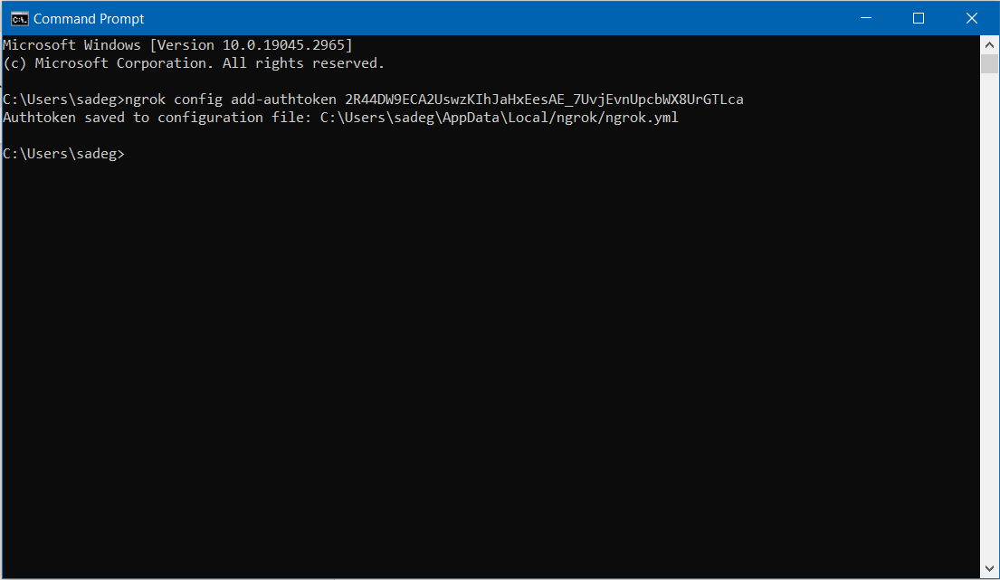 Command Prompt
Microsoft Windows [Version 10.0.19045.2965]
(c) Microsoft Corporation. All rights reserved.
C:\Users\sadeg>ngrok config add-authtoken 2R44DW9ECA2UswzKIhJaHxEesAE_7UvjEvnUpcbWX8UrGTLca
Authtoken saved to configuration file: C:\Users\sadeg\AppData\Local/ngrok/ngrok.yml
C:\Users\sadeg>